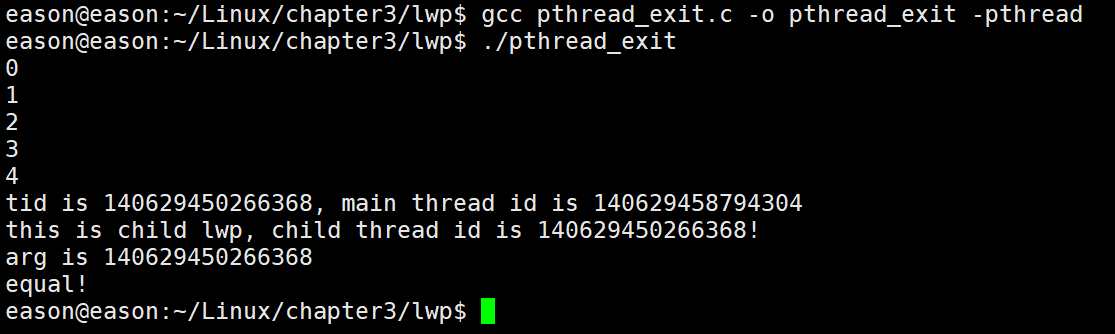 eason@eason:~/Linux/chapter3/lwp$ gcc pthread_exit.c -o pthread_exit -pthread
eason@eason:~/Linux/chapter3/lwp$ ./pthread_exit
0
1
2
3
4
tid is 140629450266368, main thread id is 140629458794304
this is child lwp, child thread id is 140629450266368!
arg is 140629450266368
equal!
eason@eason:~/Linux/chapter3/lwp$